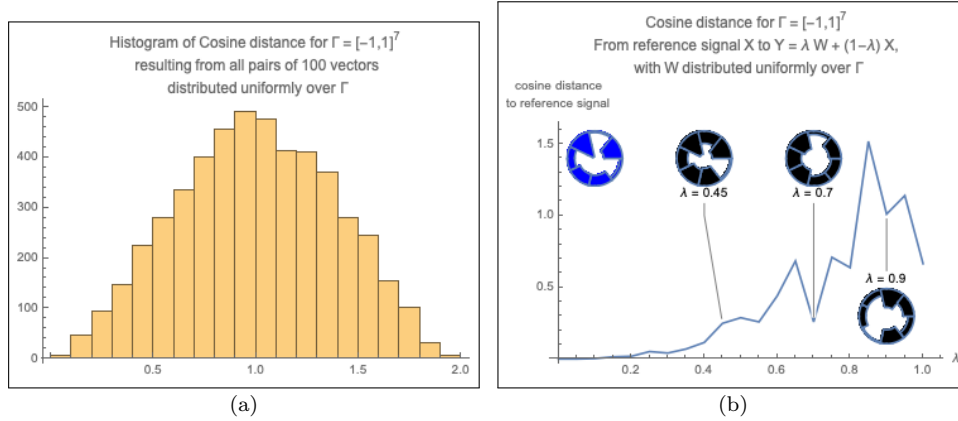 Histogram of Cosine distance for Γ = [−1,1]⁷
resulting from all pairs of 100 vectors
distributed uniformly over Γ
500
400
300
200
100
0
0.5
1.0
1.5
2.0
(a)
Cosine distance for Γ = [-1,1]⁷
From reference signal X to Y = λ W + (1−λ) X,
with W distributed uniformly over Γ
cosine distance
to reference signal
1.5
1.0
0.5
λ = 0.45
λ = 0.7
λ = 0.9
0.2
0.4
0.6
0.8
1.0
λ
(b)